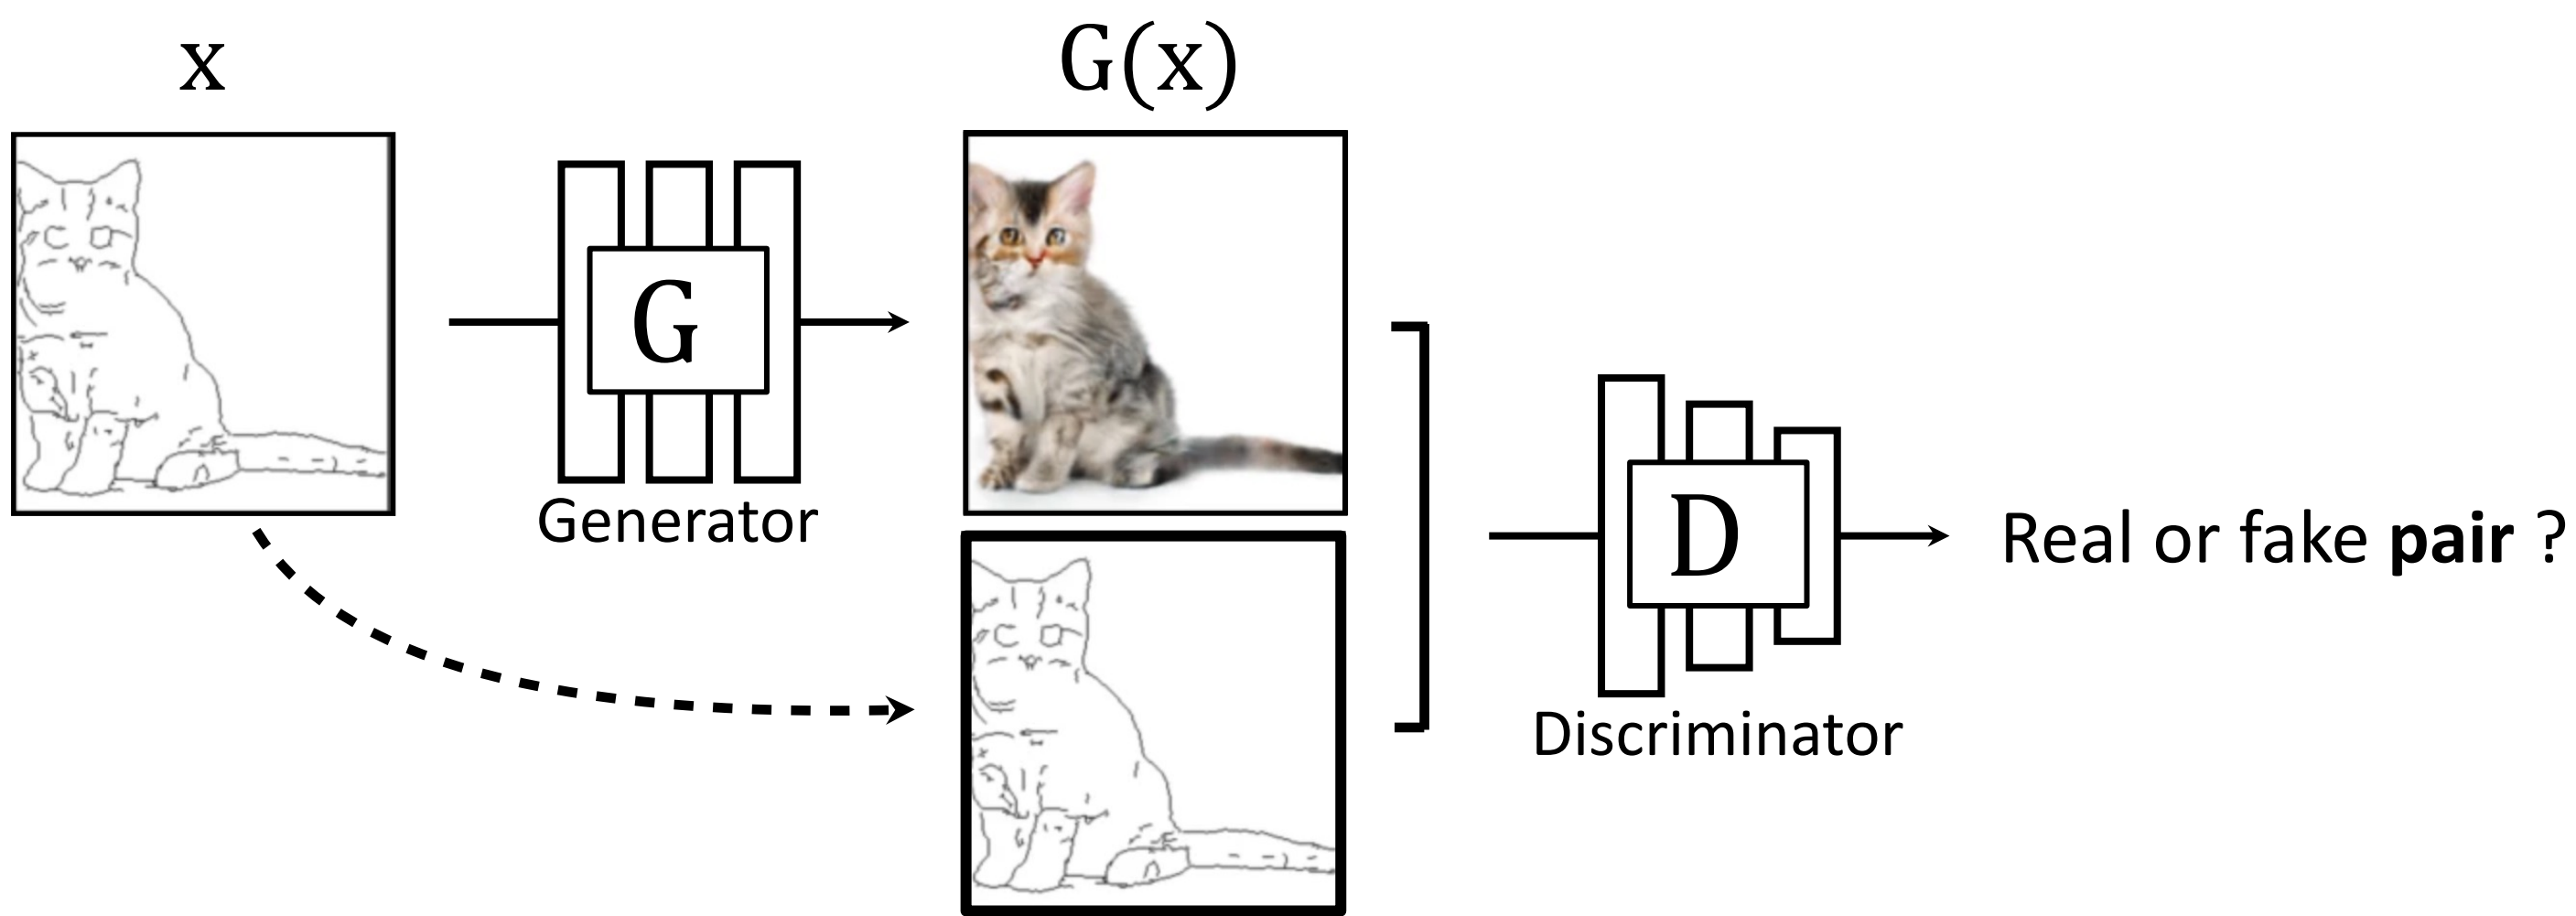 x
G(x)
G
Generator
D
Discriminator
Real or fake pair ?